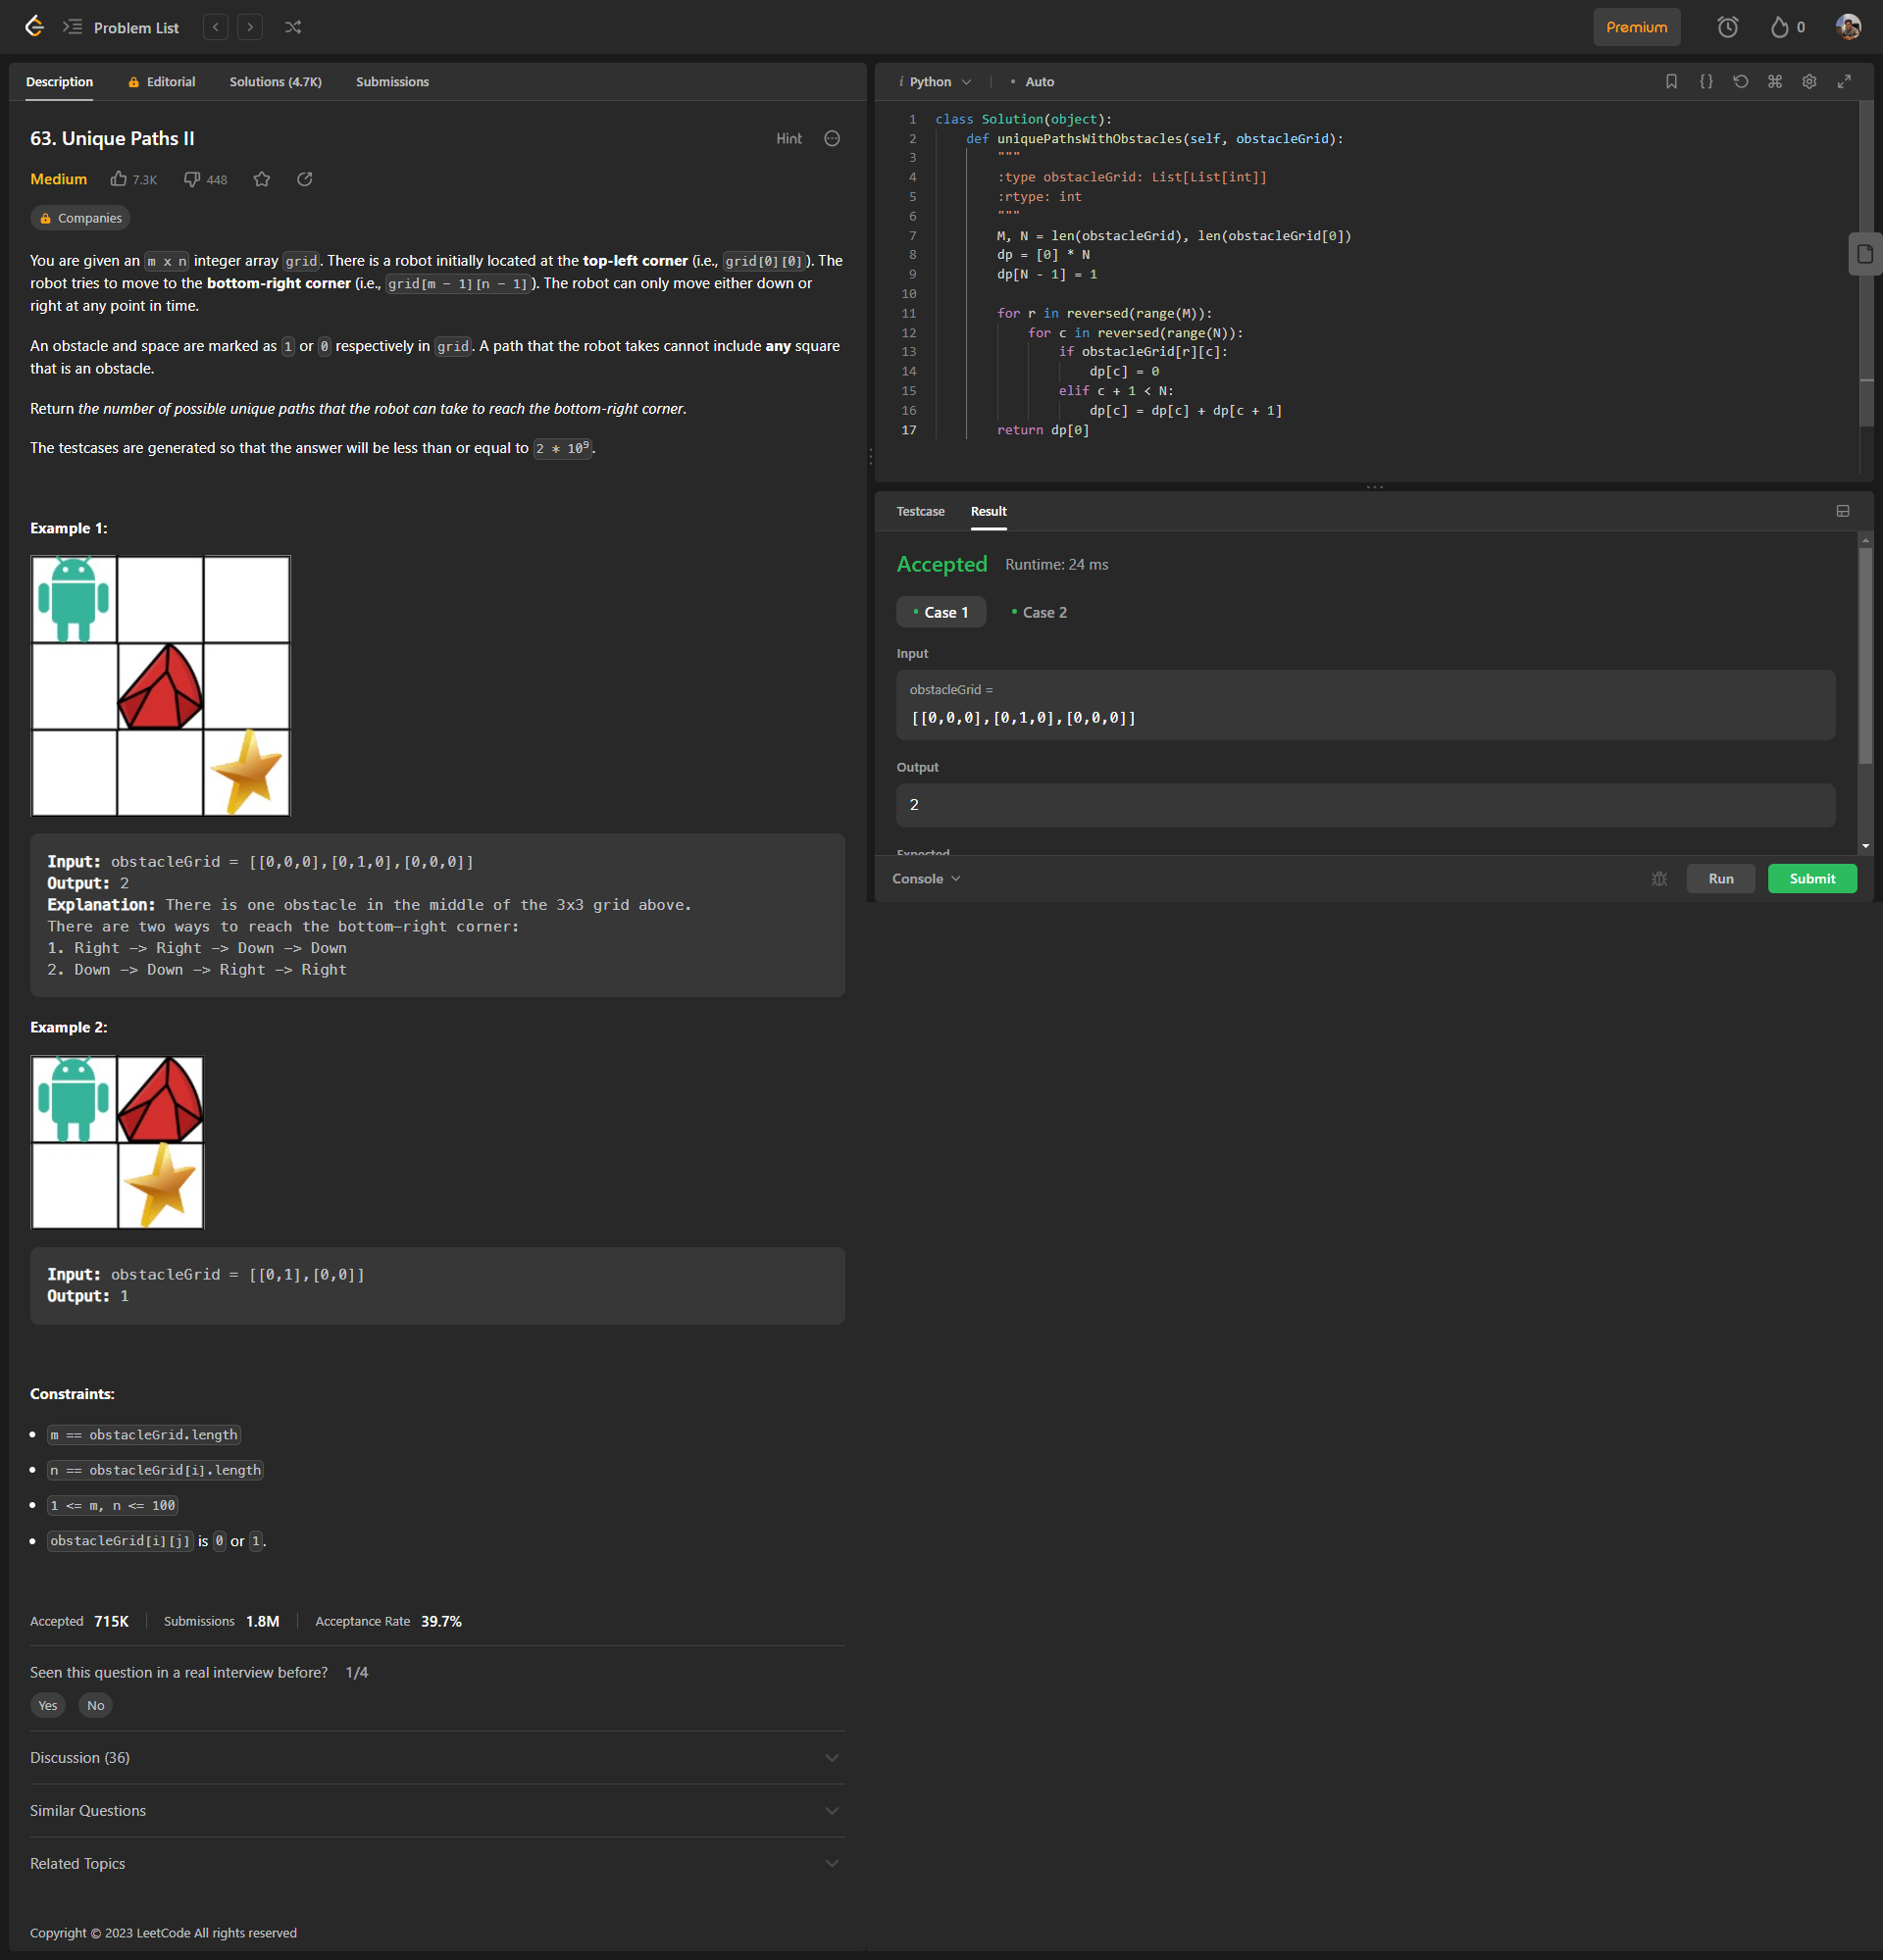 Problem List
Premium
0
Description
Editorial
Solutions (4.7K)
Submissions
63. Unique Paths II
Hint
Medium
7.3K
448
Companies
You are given an m x n integer array grid. There is a robot initially located at the top-left corner (i.e., grid[0][0]). The
robot tries to move to the bottom-right corner (i.e., grid[m - 1][n - 1]). The robot can only move either down or
right at any point in time.
An obstacle and space are marked as 1 or 0 respectively in grid. A path that the robot takes cannot include any square
that is an obstacle.
Return the number of possible unique paths that the robot can take to reach the bottom-right corner.
The testcases are generated so that the answer will be less than or equal to 2 * 10⁹.
Example 1:
Input: obstacleGrid = [[0,0,0],[0,1,0],[0,0,0]]
Output: 2
Explanation: There is one obstacle in the middle of the 3x3 grid above.
There are two ways to reach the bottom-right corner:
1. Right -> Right -> Down -> Down
2. Down -> Down -> Right -> Right
Example 2:
Input: obstacleGrid = [[0,1],[0,0]]
Output: 1
Constraints:
m == obstacleGrid.length
n == obstacleGrid[i].length
1 <= m, n <= 100
obstacleGrid[i][j] is 0 or 1.
Accepted 715K
Submissions 1.8M
Acceptance Rate 39.7%
Seen this question in a real interview before? 1/4
Yes No
Discussion (36)
Similar Questions
Related Topics
Copyright © 2023 LeetCode All rights reserved
i Python
Auto
1 class Solution(object):
2     def uniquePathsWithObstacles(self, obstacleGrid):
3         """
4         :type obstacleGrid: List[List[int]]
5         :rtype: int
6         """
7         M, N = len(obstacleGrid), len(obstacleGrid[0])
8         dp = [0] * N
9         dp[N - 1] = 1
10
11         for r in reversed(range(M)):
12             for c in reversed(range(N)):
13                 if obstacleGrid[r][c]:
14                     dp[c] = 0
15                 elif c + 1 < N:
16                     dp[c] = dp[c] + dp[c + 1]
17         return dp[0]
Testcase
Result
Accepted Runtime: 24 ms
Case 1
Case 2
Input
obstacleGrid =
[[0,0,0],[0,1,0],[0,0,0]]
Output
2
Expected
Console
Run
Submit